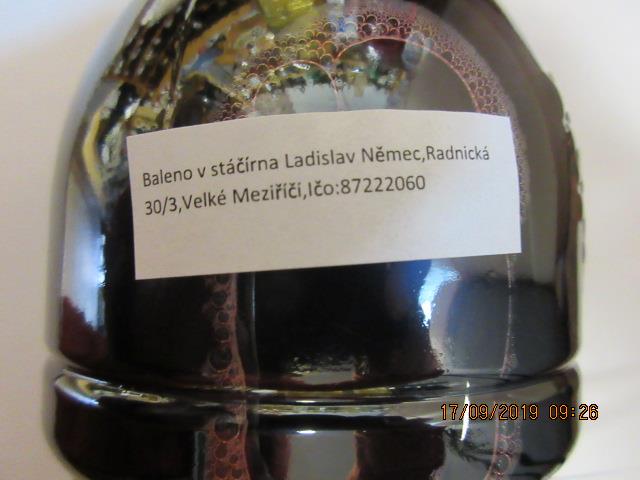 Baleno v stáčírna Ladislav Němec,Radnická
30/3,Velké Meziříčí,Ičo:87222060
17/09/2019 09:26